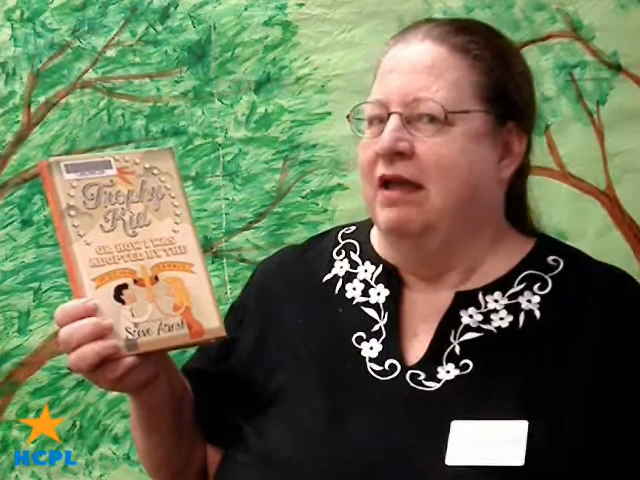 Trophy
Kid
OR, HOW I WAS
ADOPTED BY THE
Steve Atinsky
HCPL